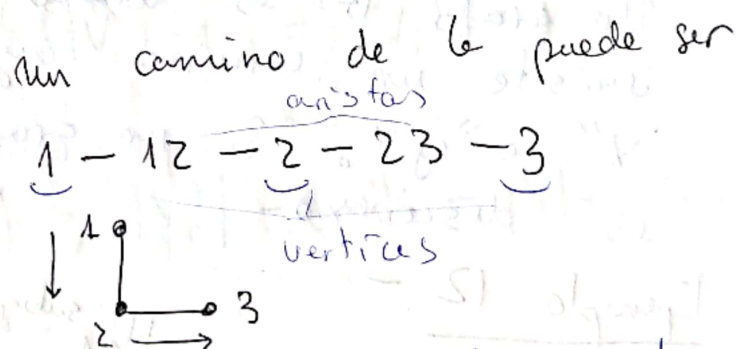 un camino de G puede ser
aristas
1 - 12 - 2 - 23 - 3
vertices
1
2
3